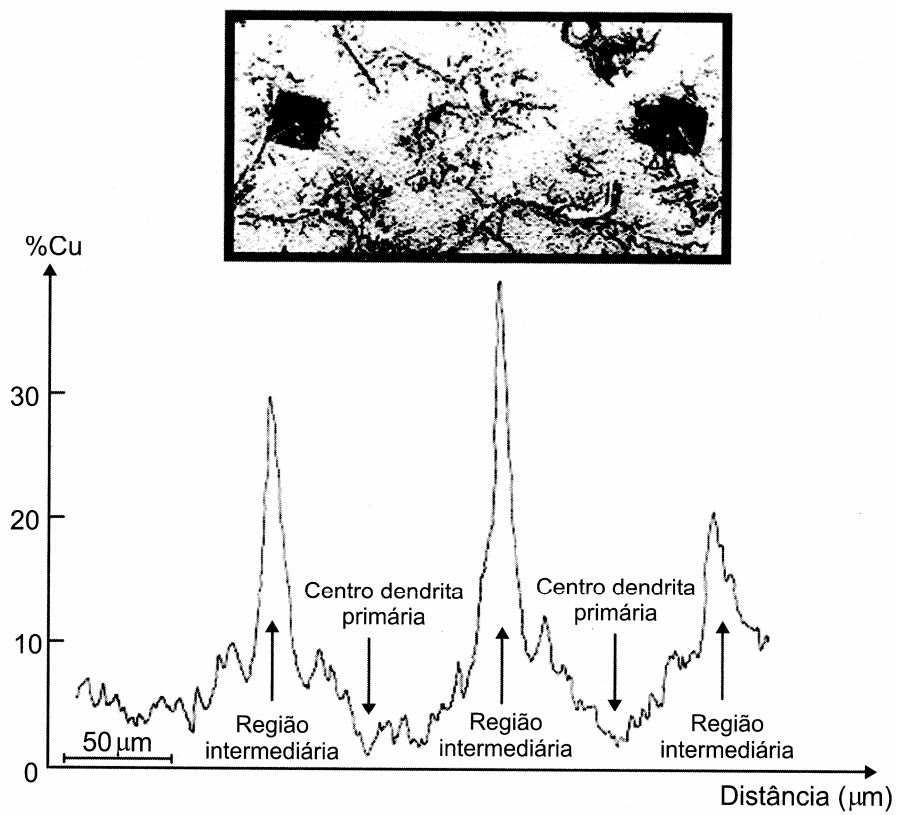 %Cu
30
20
10
0
Centro dendrita
primária
Centro dendrita
primária
Região
intermediária
Região
intermediária
Região
intermediária
50 µm
Distância (µm)